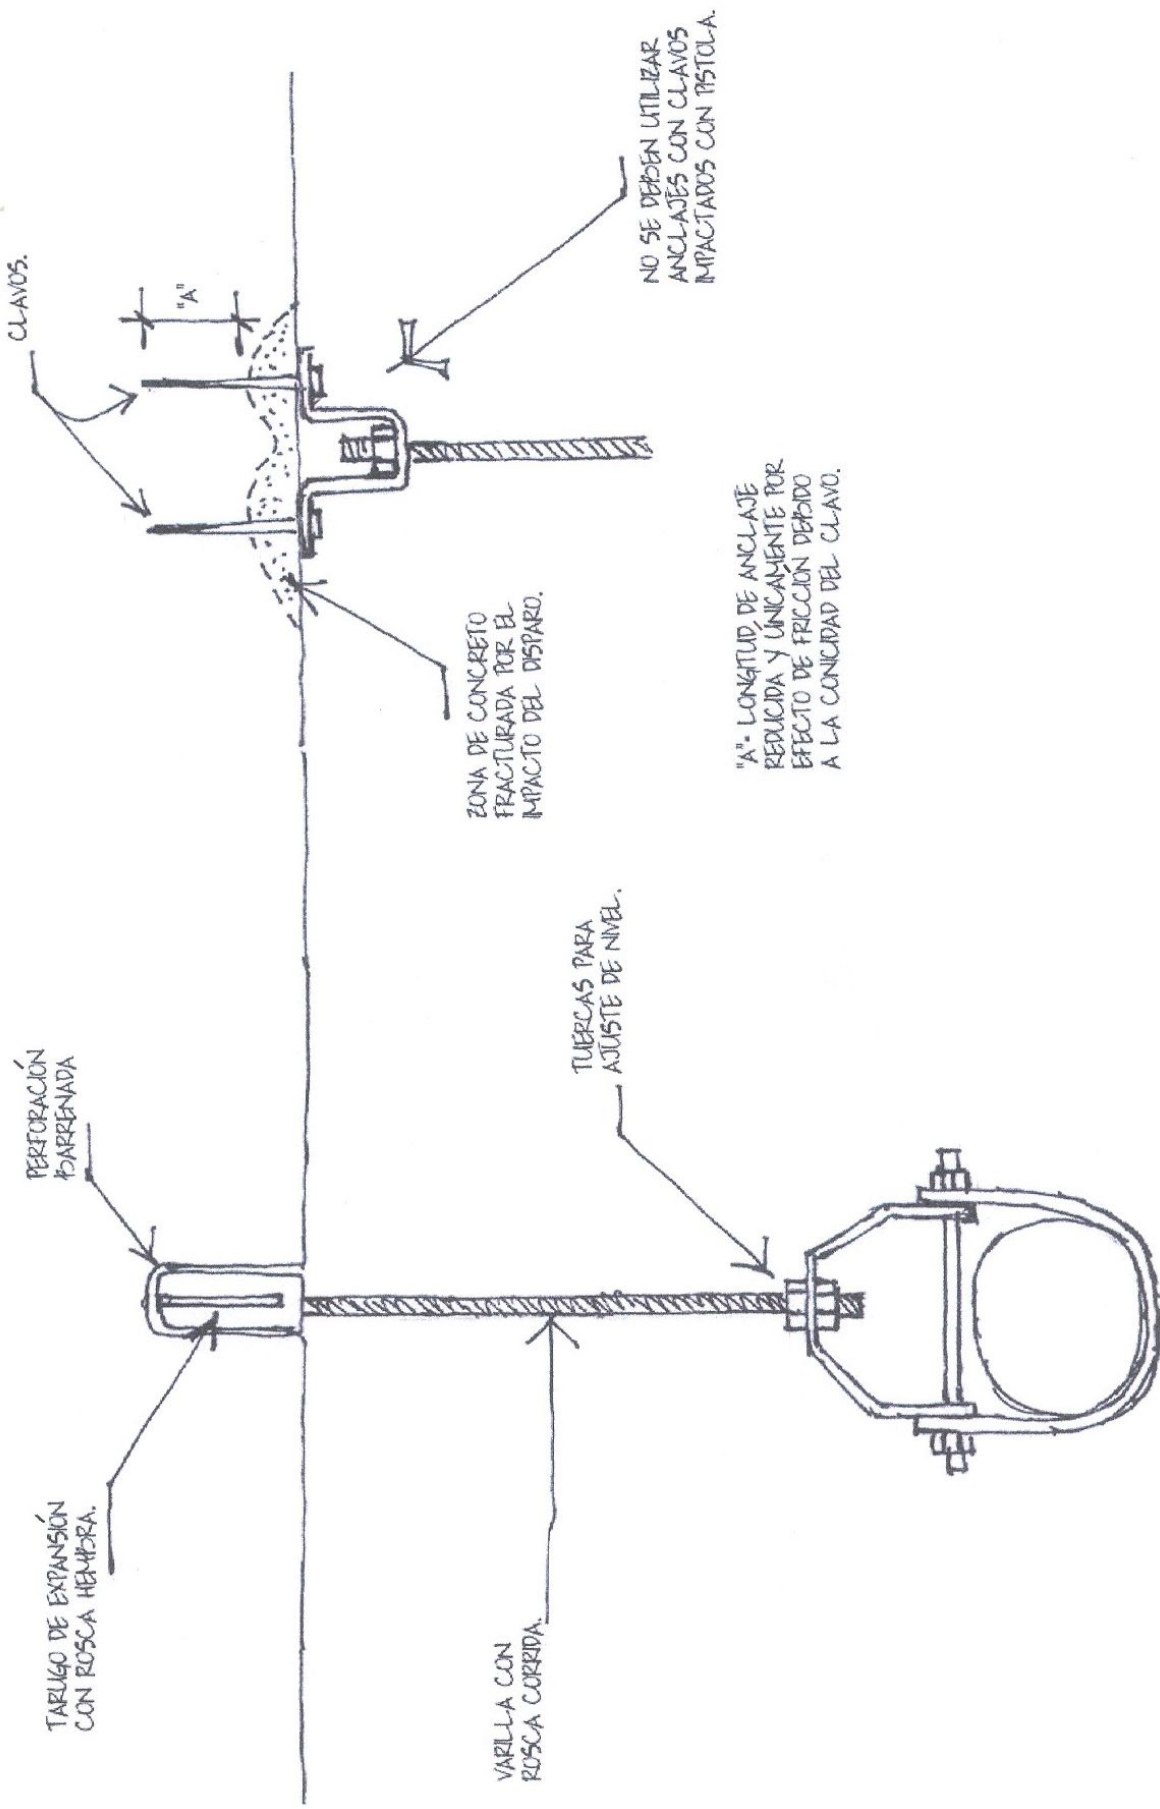 TARUGO DE EXPANSIÓN
CON ROSCA HEMBRA.
PERFORACIÓN
BARRENADA
CLAVOS.
"A"
VARILLA CON
ROSCA CORRIDA.
TUERCAS PARA
AJUSTE DE NIVEL.
ZONA DE CONCRETO
FRACTURADA POR EL
IMPACTO DEL DISPARO.
NO SE DEBEN UTILIZAR
ANCLAJES CON CLAVOS
IMPACTADOS CON PISTOLA.
"A"= LONGITUD, DE ANCLAJE
REDUCIDA Y ÚNICAMENTE POR
EFECTO DE FRICCIÓN DEBIDO
A LA CONICIDAD DEL CLAVO.